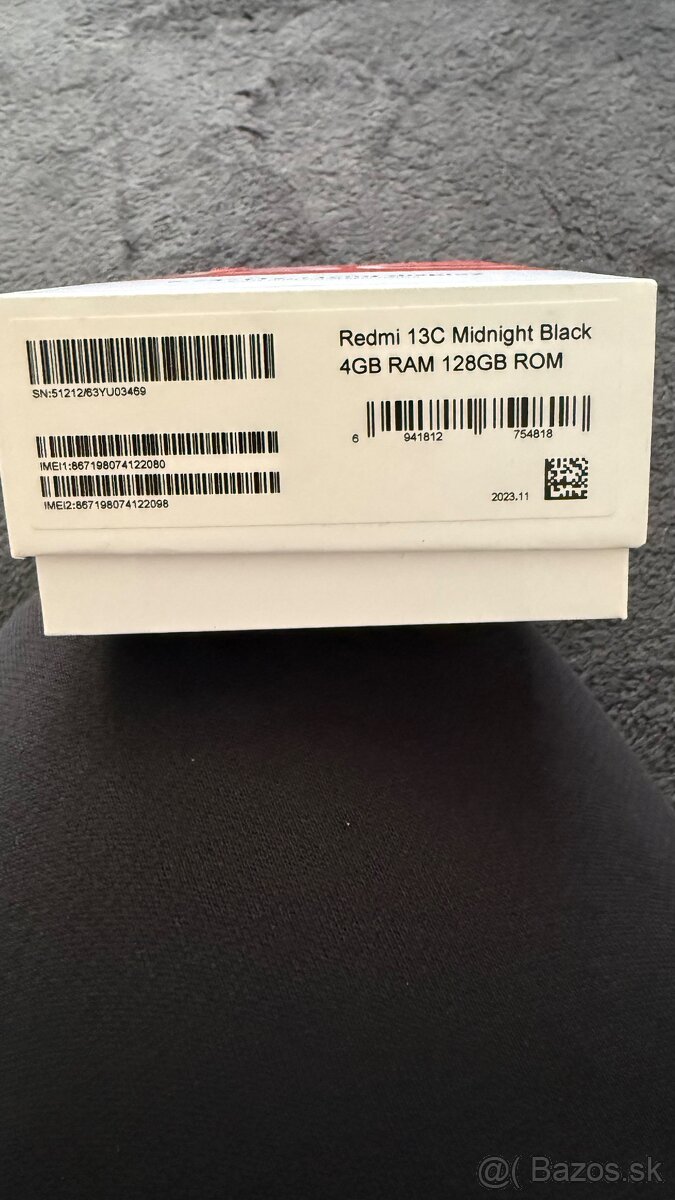 Redmi 13C Midnight Black
4GB RAM 128GB ROM
SN:51212/63YU03469
6 941812 754818
IMEI1:867198074122080
IMEI2:867198074122098
2023.11
@( Bazos.sk